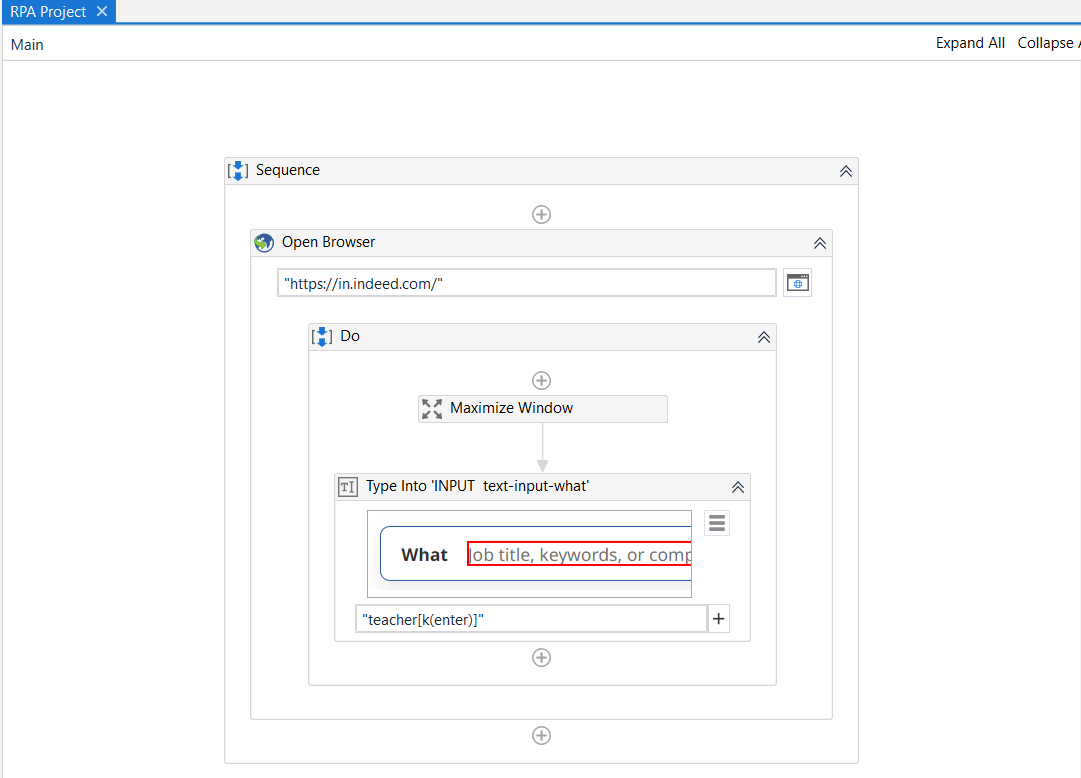 RPA Project
Main Expand All Collapse A
Sequence
Open Browser
"https://in.indeed.com/"
Do
Maximize Window
Type Into 'INPUT  text-input-what'
What Job title, keywords, or comp
"teacher[k(enter)]"